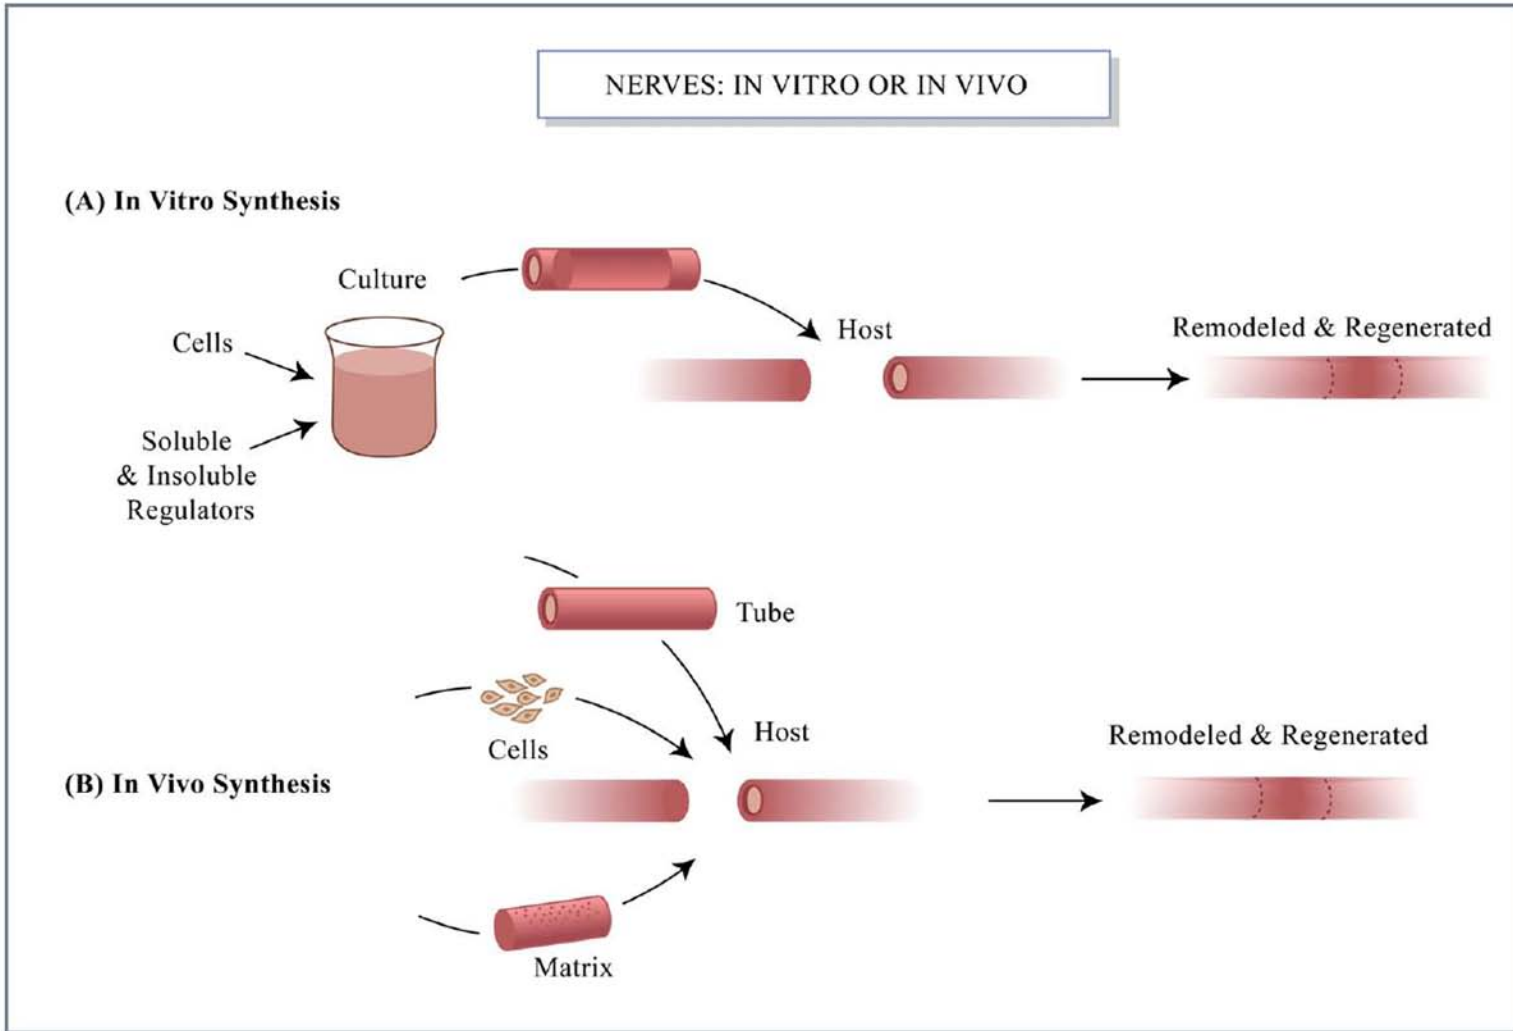 NERVES: IN VITRO OR IN VIVO
(A) In Vitro Synthesis
Culture
Cells
Soluble
& Insoluble
Regulators
Host
Remodeled & Regenerated
Tube
Cells
Host
Remodeled & Regenerated
(B) In Vivo Synthesis
Matrix